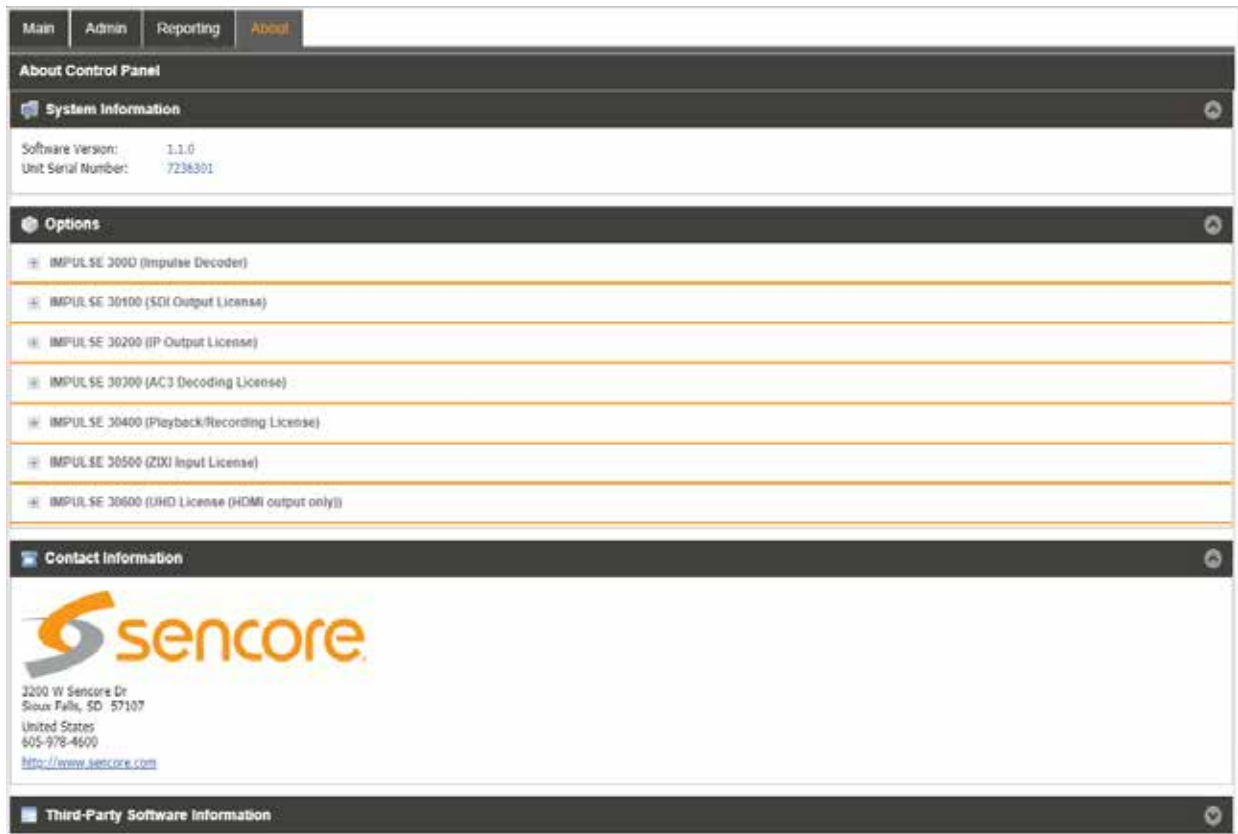 Main Admin Reporting About
About Control Panel
System Information
Software Version: 1.1.0
Unit Serial Number: 7236301
Options
IMPULSE 300D (Impulse Decoder)
IMPULSE 30100 (SDI Output License)
IMPULSE 30200 (IP Output License)
IMPULSE 30300 (AC3 Decoding License)
IMPULSE 30400 (Playback/Recording License)
IMPULSE 30500 (ZIXI Input License)
IMPULSE 30600 (UHD License (HDMI output only))
Contact Information
sencore
3200 W Sencore Dr
Sioux Falls, SD 57107
United States
605-978-4600
http://www.sencore.com
Third-Party Software Information